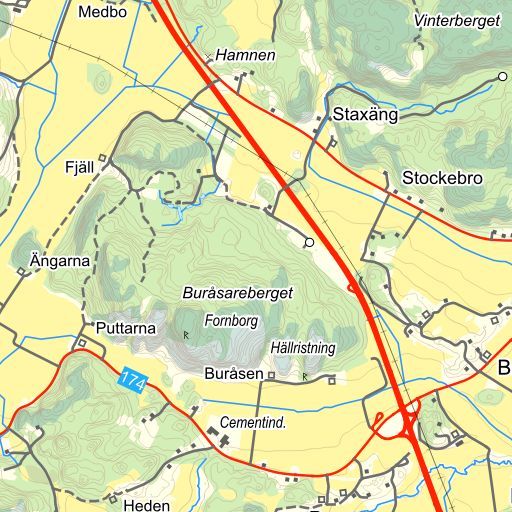 Medbo
Vinterberget
Hamnen
Staxäng
Fjäll
Stockebro
Ängarna
Buråsareberget
Fornborg
Puttarna
Hällristning
Buråsen
174
Cementind.
Heden